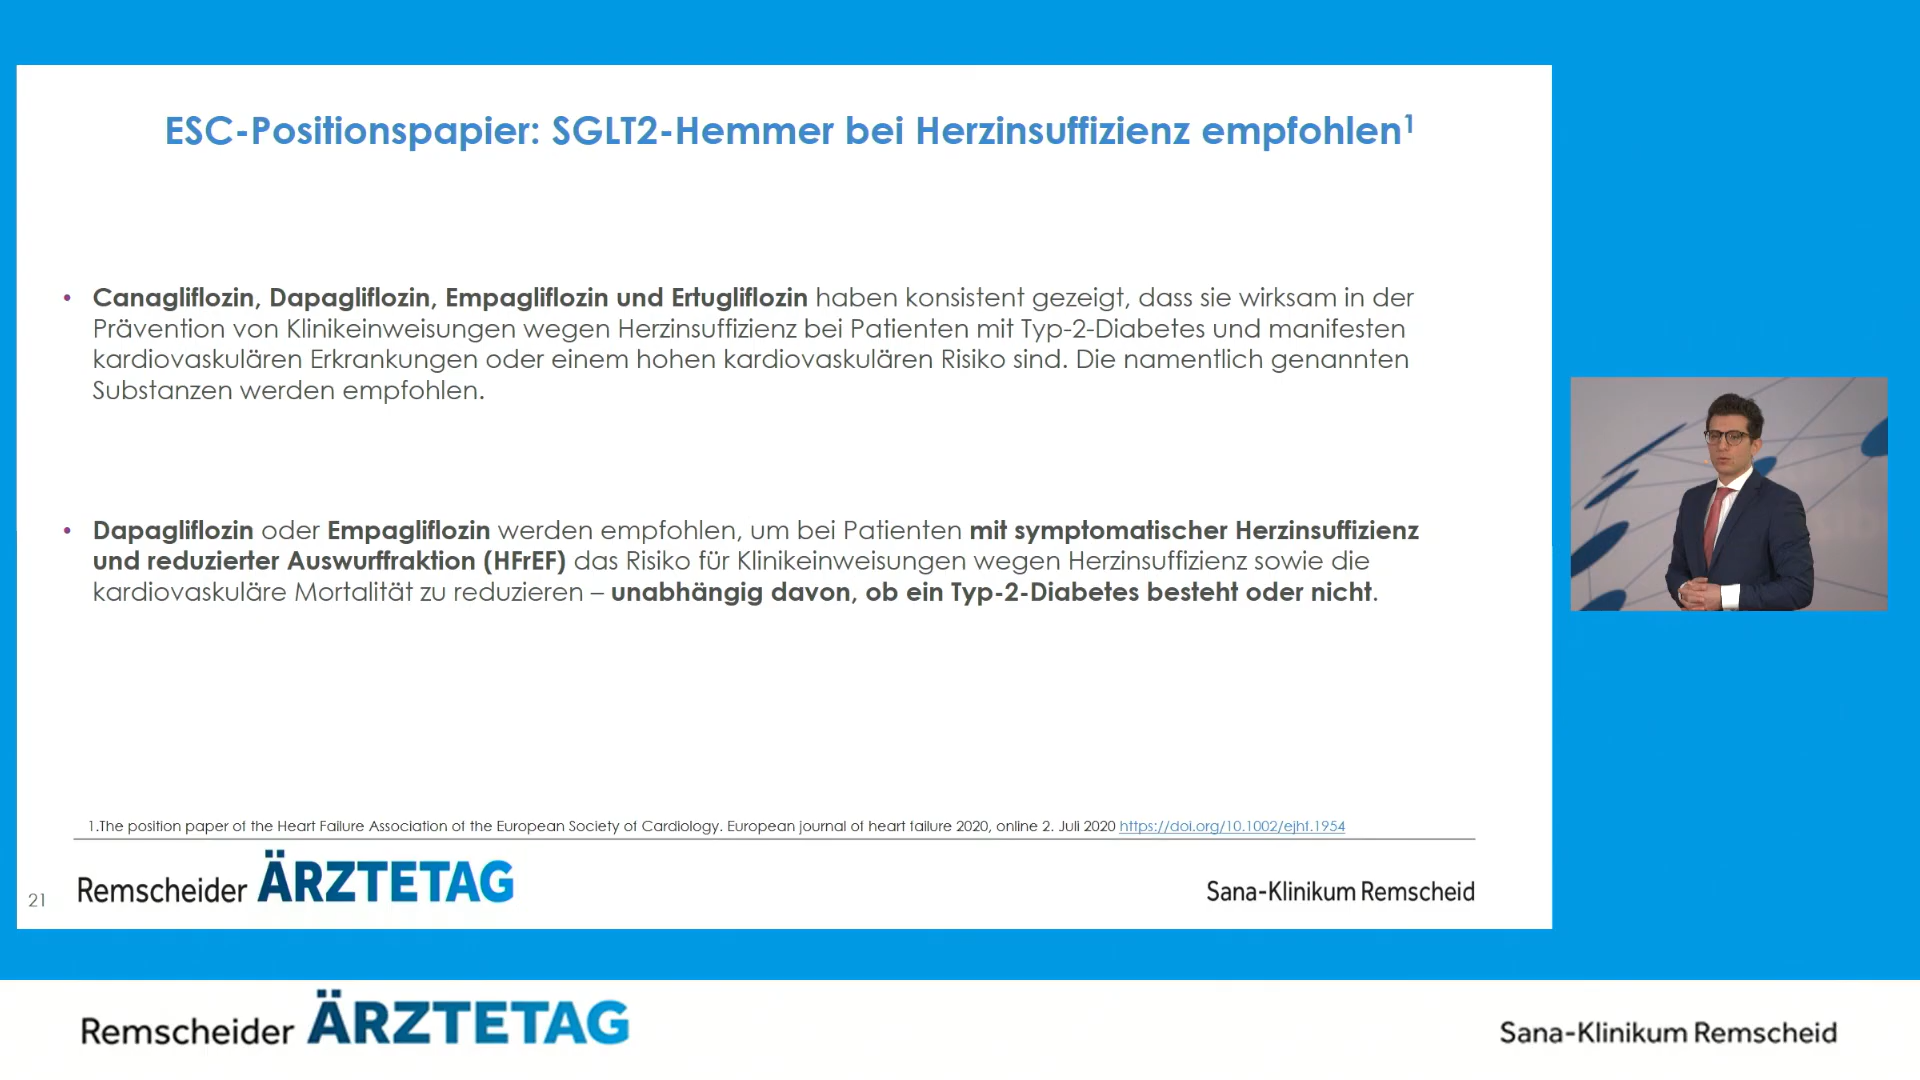 ESC-Positionspapier: SGLT2-Hemmer bei Herzinsuffizienz empfohlen¹
• Canagliflozin, Dapagliflozin, Empagliflozin und Ertugliflozin haben konsistent gezeigt, dass sie wirksam in der
Prävention von Klinikeinweisungen wegen Herzinsuffizienz bei Patienten mit Typ-2-Diabetes und manifesten
kardiovaskulären Erkrankungen oder einem hohen kardiovaskulären Risiko sind. Die namentlich genannten
Substanzen werden empfohlen.
• Dapagliflozin oder Empagliflozin werden empfohlen, um bei Patienten mit symptomatischer Herzinsuffizienz
und reduzierter Auswurffraktion (HFrEF) das Risiko für Klinikeinweisungen wegen Herzinsuffizienz sowie die
kardiovaskuläre Mortalität zu reduzieren – unabhängig davon, ob ein Typ-2-Diabetes besteht oder nicht.
1.The position paper of the Heart Failure Association of the European Society of Cardiology. European journal of heart failure 2020, online 2. Juli 2020 https://doi.org/10.1002/ejhf.1954
21 Remscheider ÄRZTETAG Sana-Klinikum Remscheid
Remscheider ÄRZTETAG Sana-Klinikum Remscheid